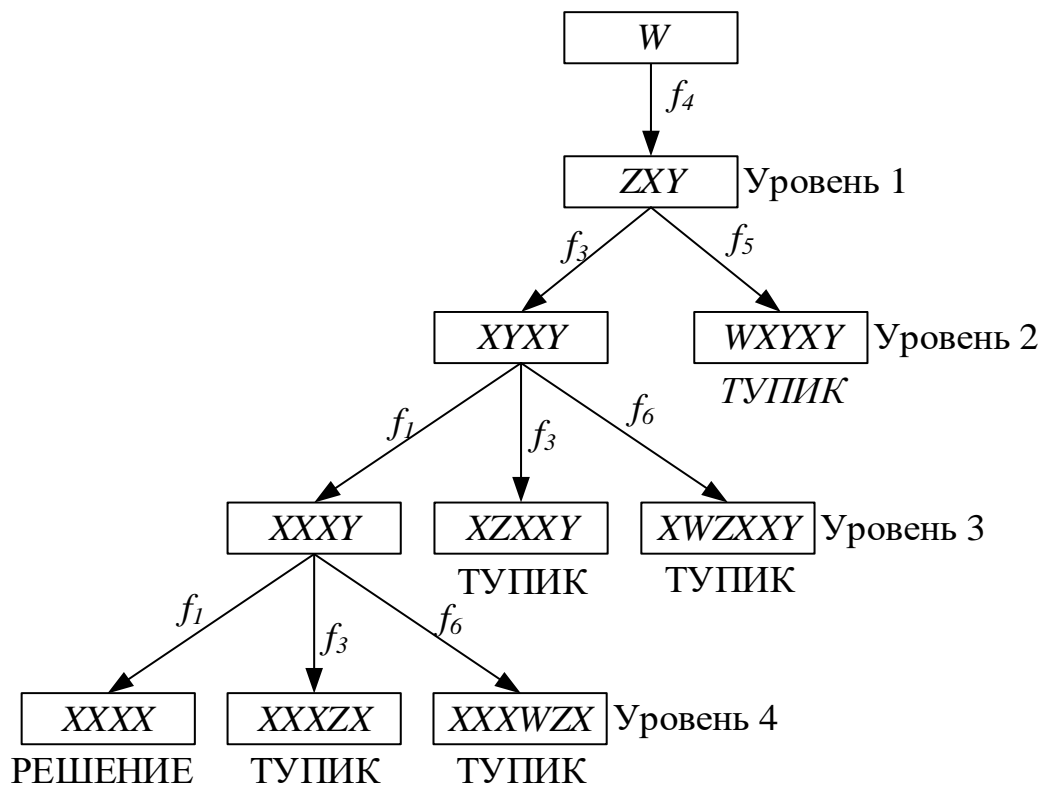 W
f4
ZXY Уровень 1
f3 f5
XYXY WXYXY Уровень 2
ТУПИК
f1 f3 f6
XXXY XZXXY XWZXXY Уровень 3
ТУПИК ТУПИК
f1 f3 f6
XXXX XXXZX XXXWZX Уровень 4
РЕШЕНИЕ ТУПИК ТУПИК